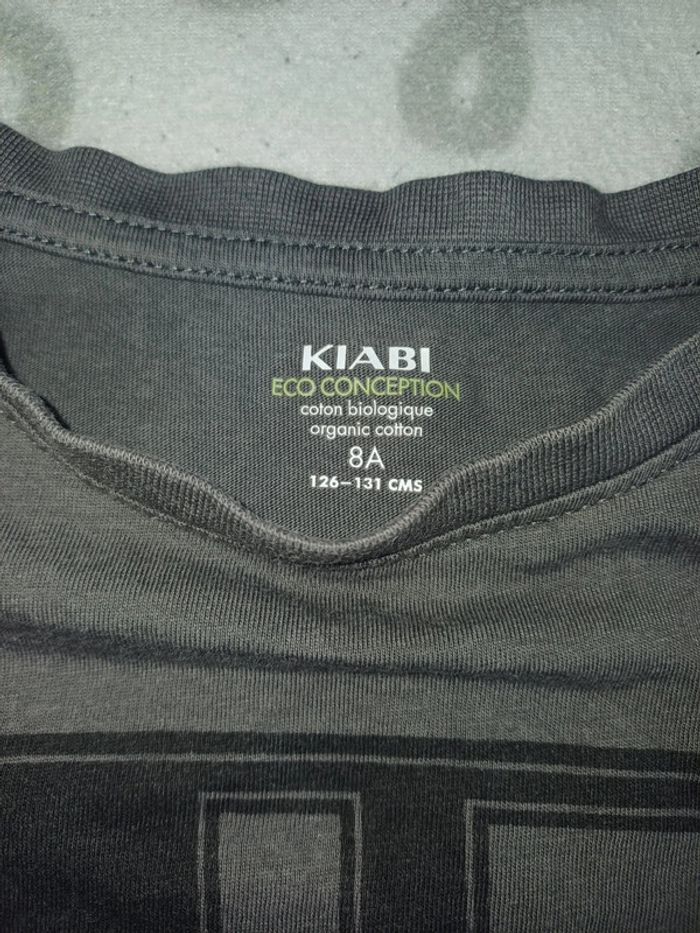 KIABI
ECO CONCEPTION
coton biologique
organic cotton
8A
126-131 CMS